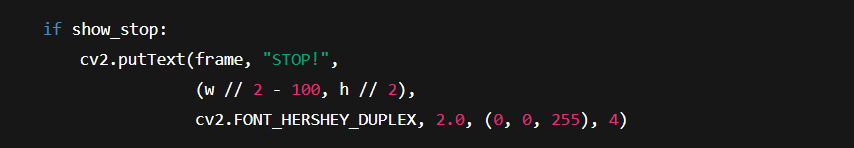 if show_stop:
cv2.putText(frame, "STOP!",
(w // 2 - 100, h // 2),
cv2.FONT_HERSHEY_DUPLEX, 2.0, (0, 0, 255), 4)